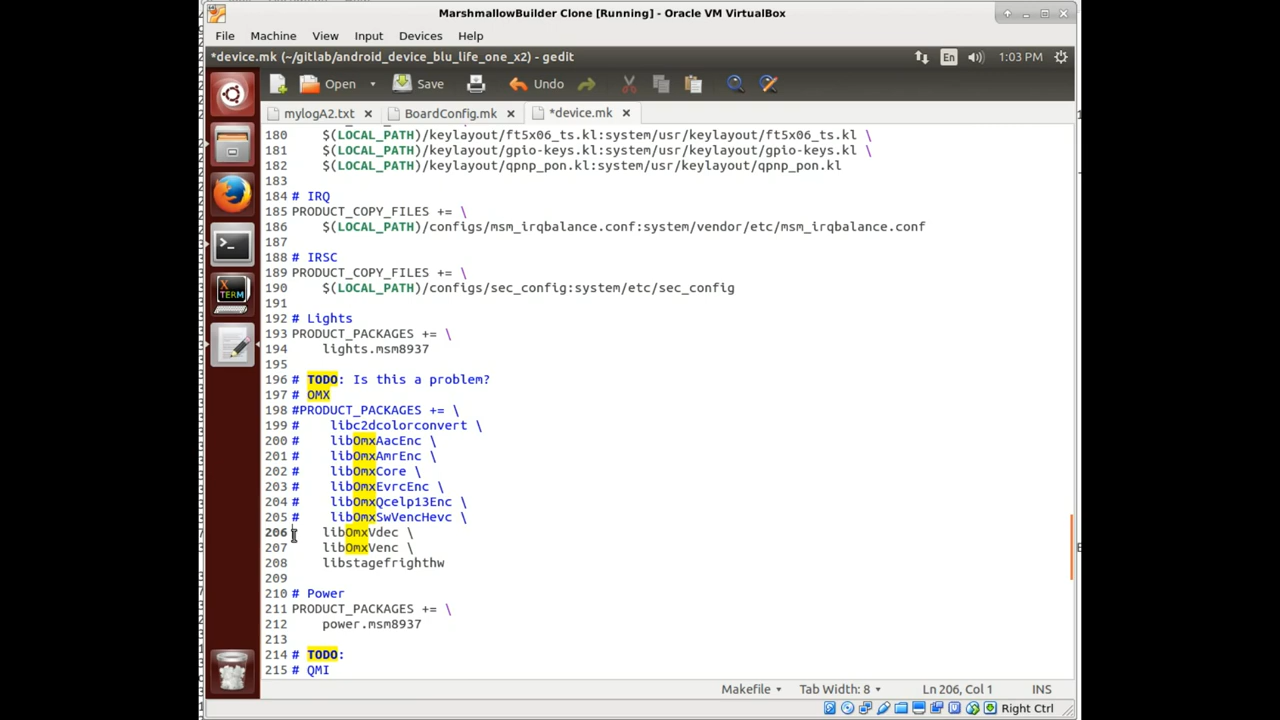 MarshmallowBuilder Clone [Running] - Oracle VM VirtualBox
File Machine View Input Devices Help
*device.mk (~/gitlab/android_device_blu_life_one_x2) - gedit
En
1:03 PM
Open
Save
Undo
mylogA2.txt
BoardConfig.mk
*device.mk
180 $(LOCAL_PATH)/keylayout/ft5x06_ts.kl:system/usr/keylayout/ft5x06_ts.kl \
181 $(LOCAL_PATH)/keylayout/gpio-keys.kl:system/usr/keylayout/gpio-keys.kl \
182 $(LOCAL_PATH)/keylayout/qpnp_pon.kl:system/usr/keylayout/qpnp_pon.kl
183
184 # IRQ
185 PRODUCT_COPY_FILES += \
186 $(LOCAL_PATH)/configs/msm_irqbalance.conf:system/vendor/etc/msm_irqbalance.conf
187
188 # IRSC
189 PRODUCT_COPY_FILES += \
190 $(LOCAL_PATH)/configs/sec_config:system/etc/sec_config
191
192 # Lights
193 PRODUCT_PACKAGES += \
194 lights.msm8937
195
196 # TODO: Is this a problem?
197 # OMX
198 #PRODUCT_PACKAGES += \
199 # libc2dcolorconvert \
200 # libOmxAacEnc \
201 # libOmxAmrEnc \
202 # libOmxCore \
203 # libOmxEvrcEnc \
204 # libOmxQcelp13Enc \
205 # libOmxSwVencHevc \
206 libOmxVdec \
207 libOmxVenc \
208 libstagefrighthw
209
210 # Power
211 PRODUCT_PACKAGES += \
212 power.msm8937
213
214 # TODO:
215 # QMI
X TERM
Makefile
Tab Width: 8
Ln 206, Col 1
INS
Right Ctrl